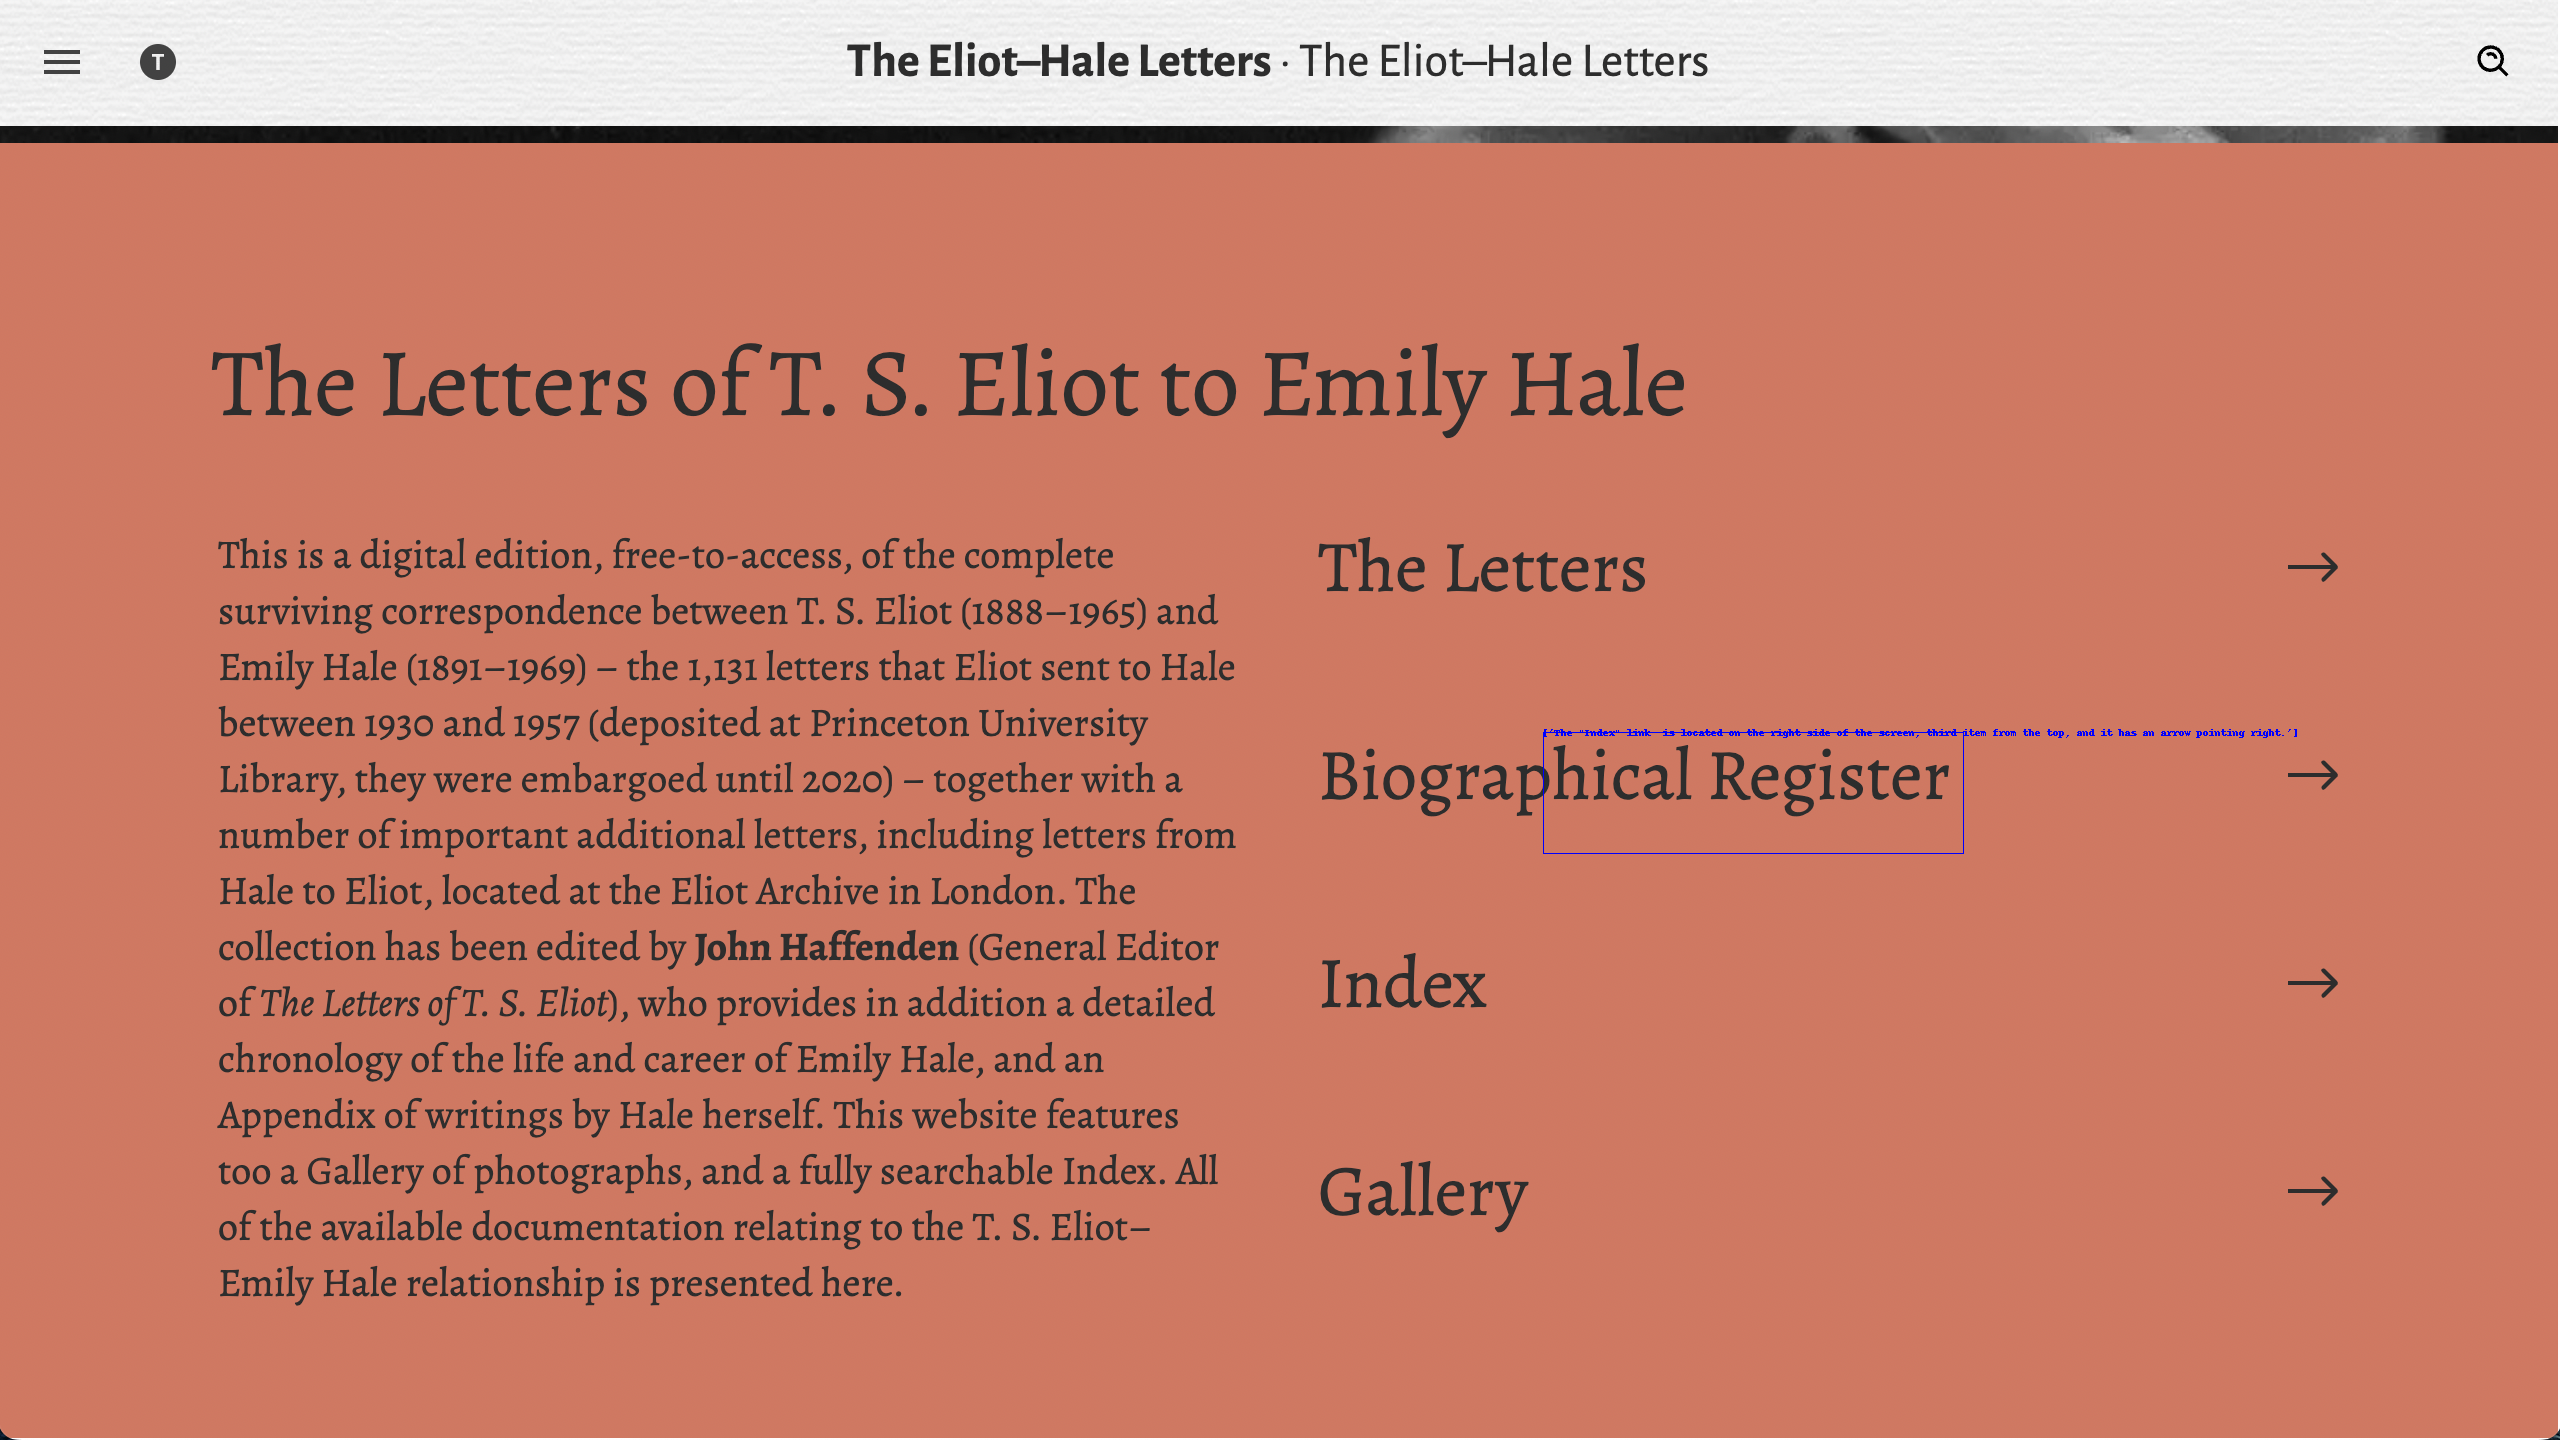 T
The Eliot–Hale Letters · The Eliot–Hale Letters
The Letters of T. S. Eliot to Emily Hale
This is a digital edition, free-to-access, of the complete
surviving correspondence between T. S. Eliot (1888–1965) and
Emily Hale (1891–1969) – the 1,131 letters that Eliot sent to Hale
between 1930 and 1957 (deposited at Princeton University
Library, they were embargoed until 2020) – together with a
number of important additional letters, including letters from
Hale to Eliot, located at the Eliot Archive in London. The
collection has been edited by John Haffenden (General Editor
of The Letters of T. S. Eliot), who provides in addition a detailed
chronology of the life and career of Emily Hale, and an
Appendix of writings by Hale herself. This website features
too a Gallery of photographs, and a fully searchable Index. All
of the available documentation relating to the T. S. Eliot–
Emily Hale relationship is presented here.
The Letters
['The "Index" link  is located on the right side of the screen, third item from the top, and it has an arrow pointing right.']
Biographical Register
Index
Gallery